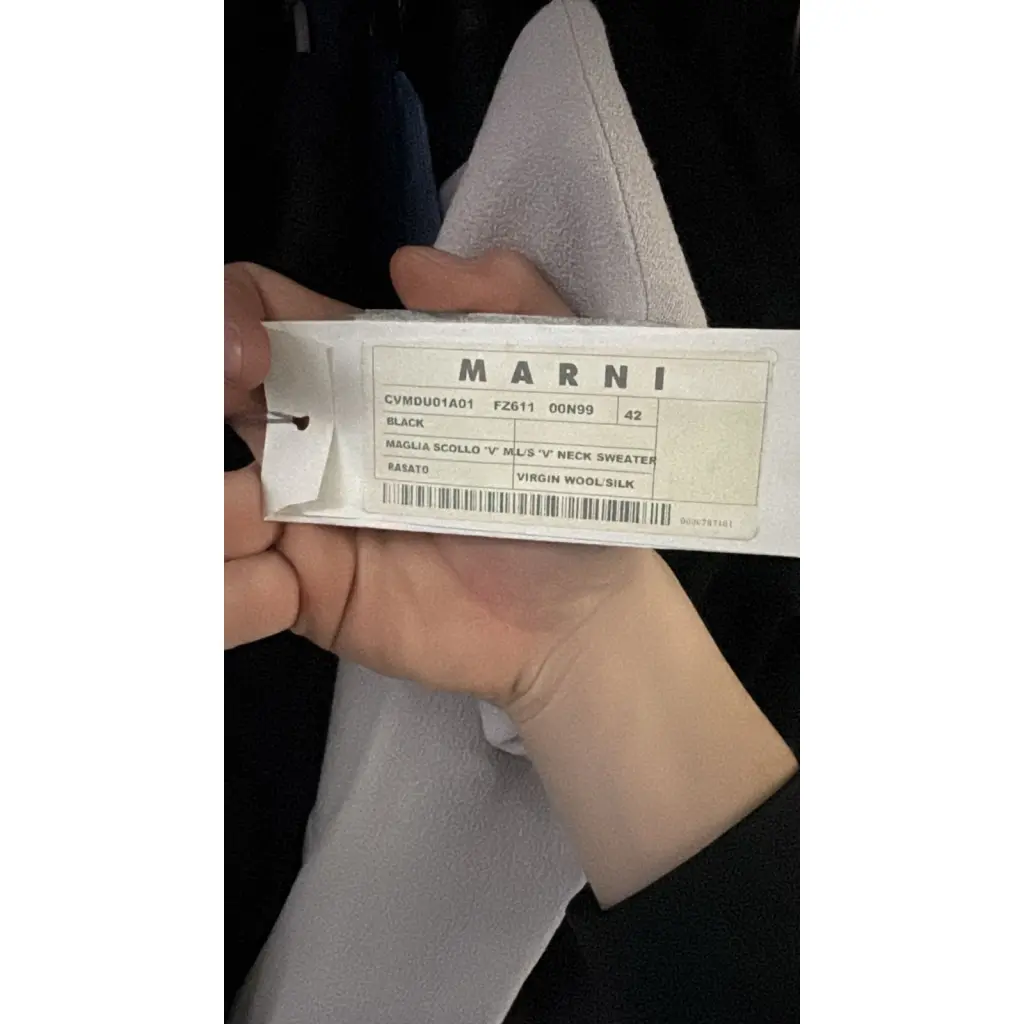 MARNI
CVMDU01A01 FZ611 00N99 42
BLACK
MAGLIA SCOLLO "V" M.L/S "V" NECK SWEATER
RASATO VIRGIN WOOL/SILK